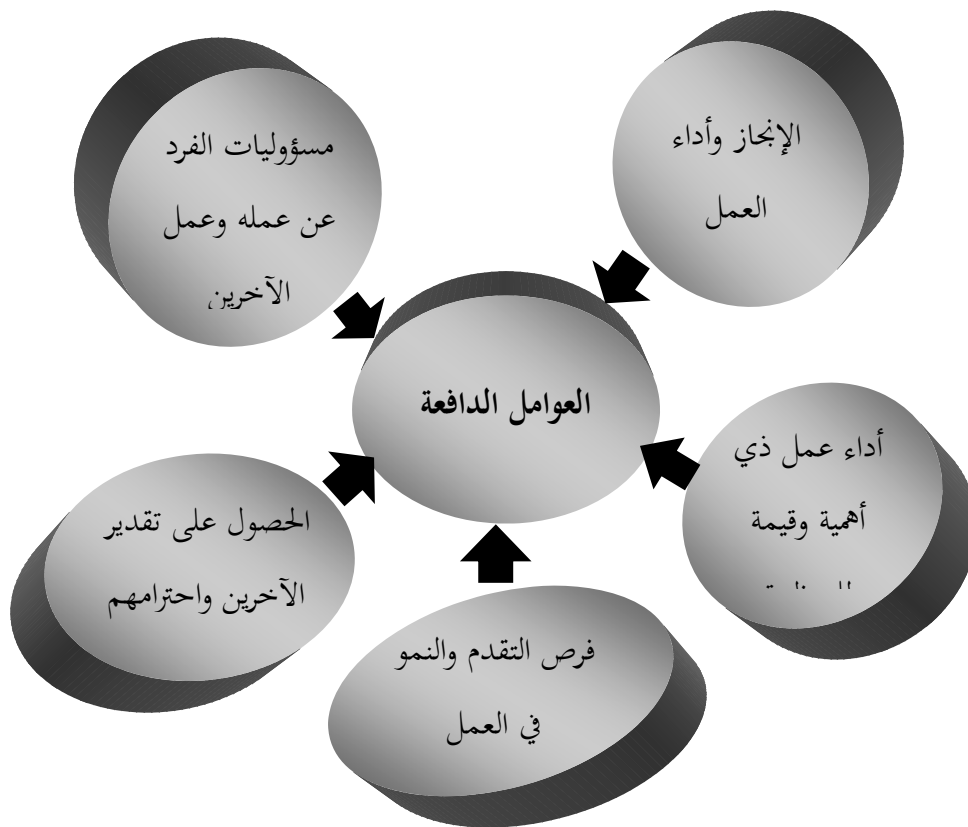 الإنجاز وأداء
العمل
مسؤوليات الفرد
عن عمله وعمل
الآخرين
العوامل الدافعة
أداء عمل ذي
أهمية وقيمة
الحصول على تقدير
الآخرين واحترامهم
فرص التقدم والنمو
في العمل